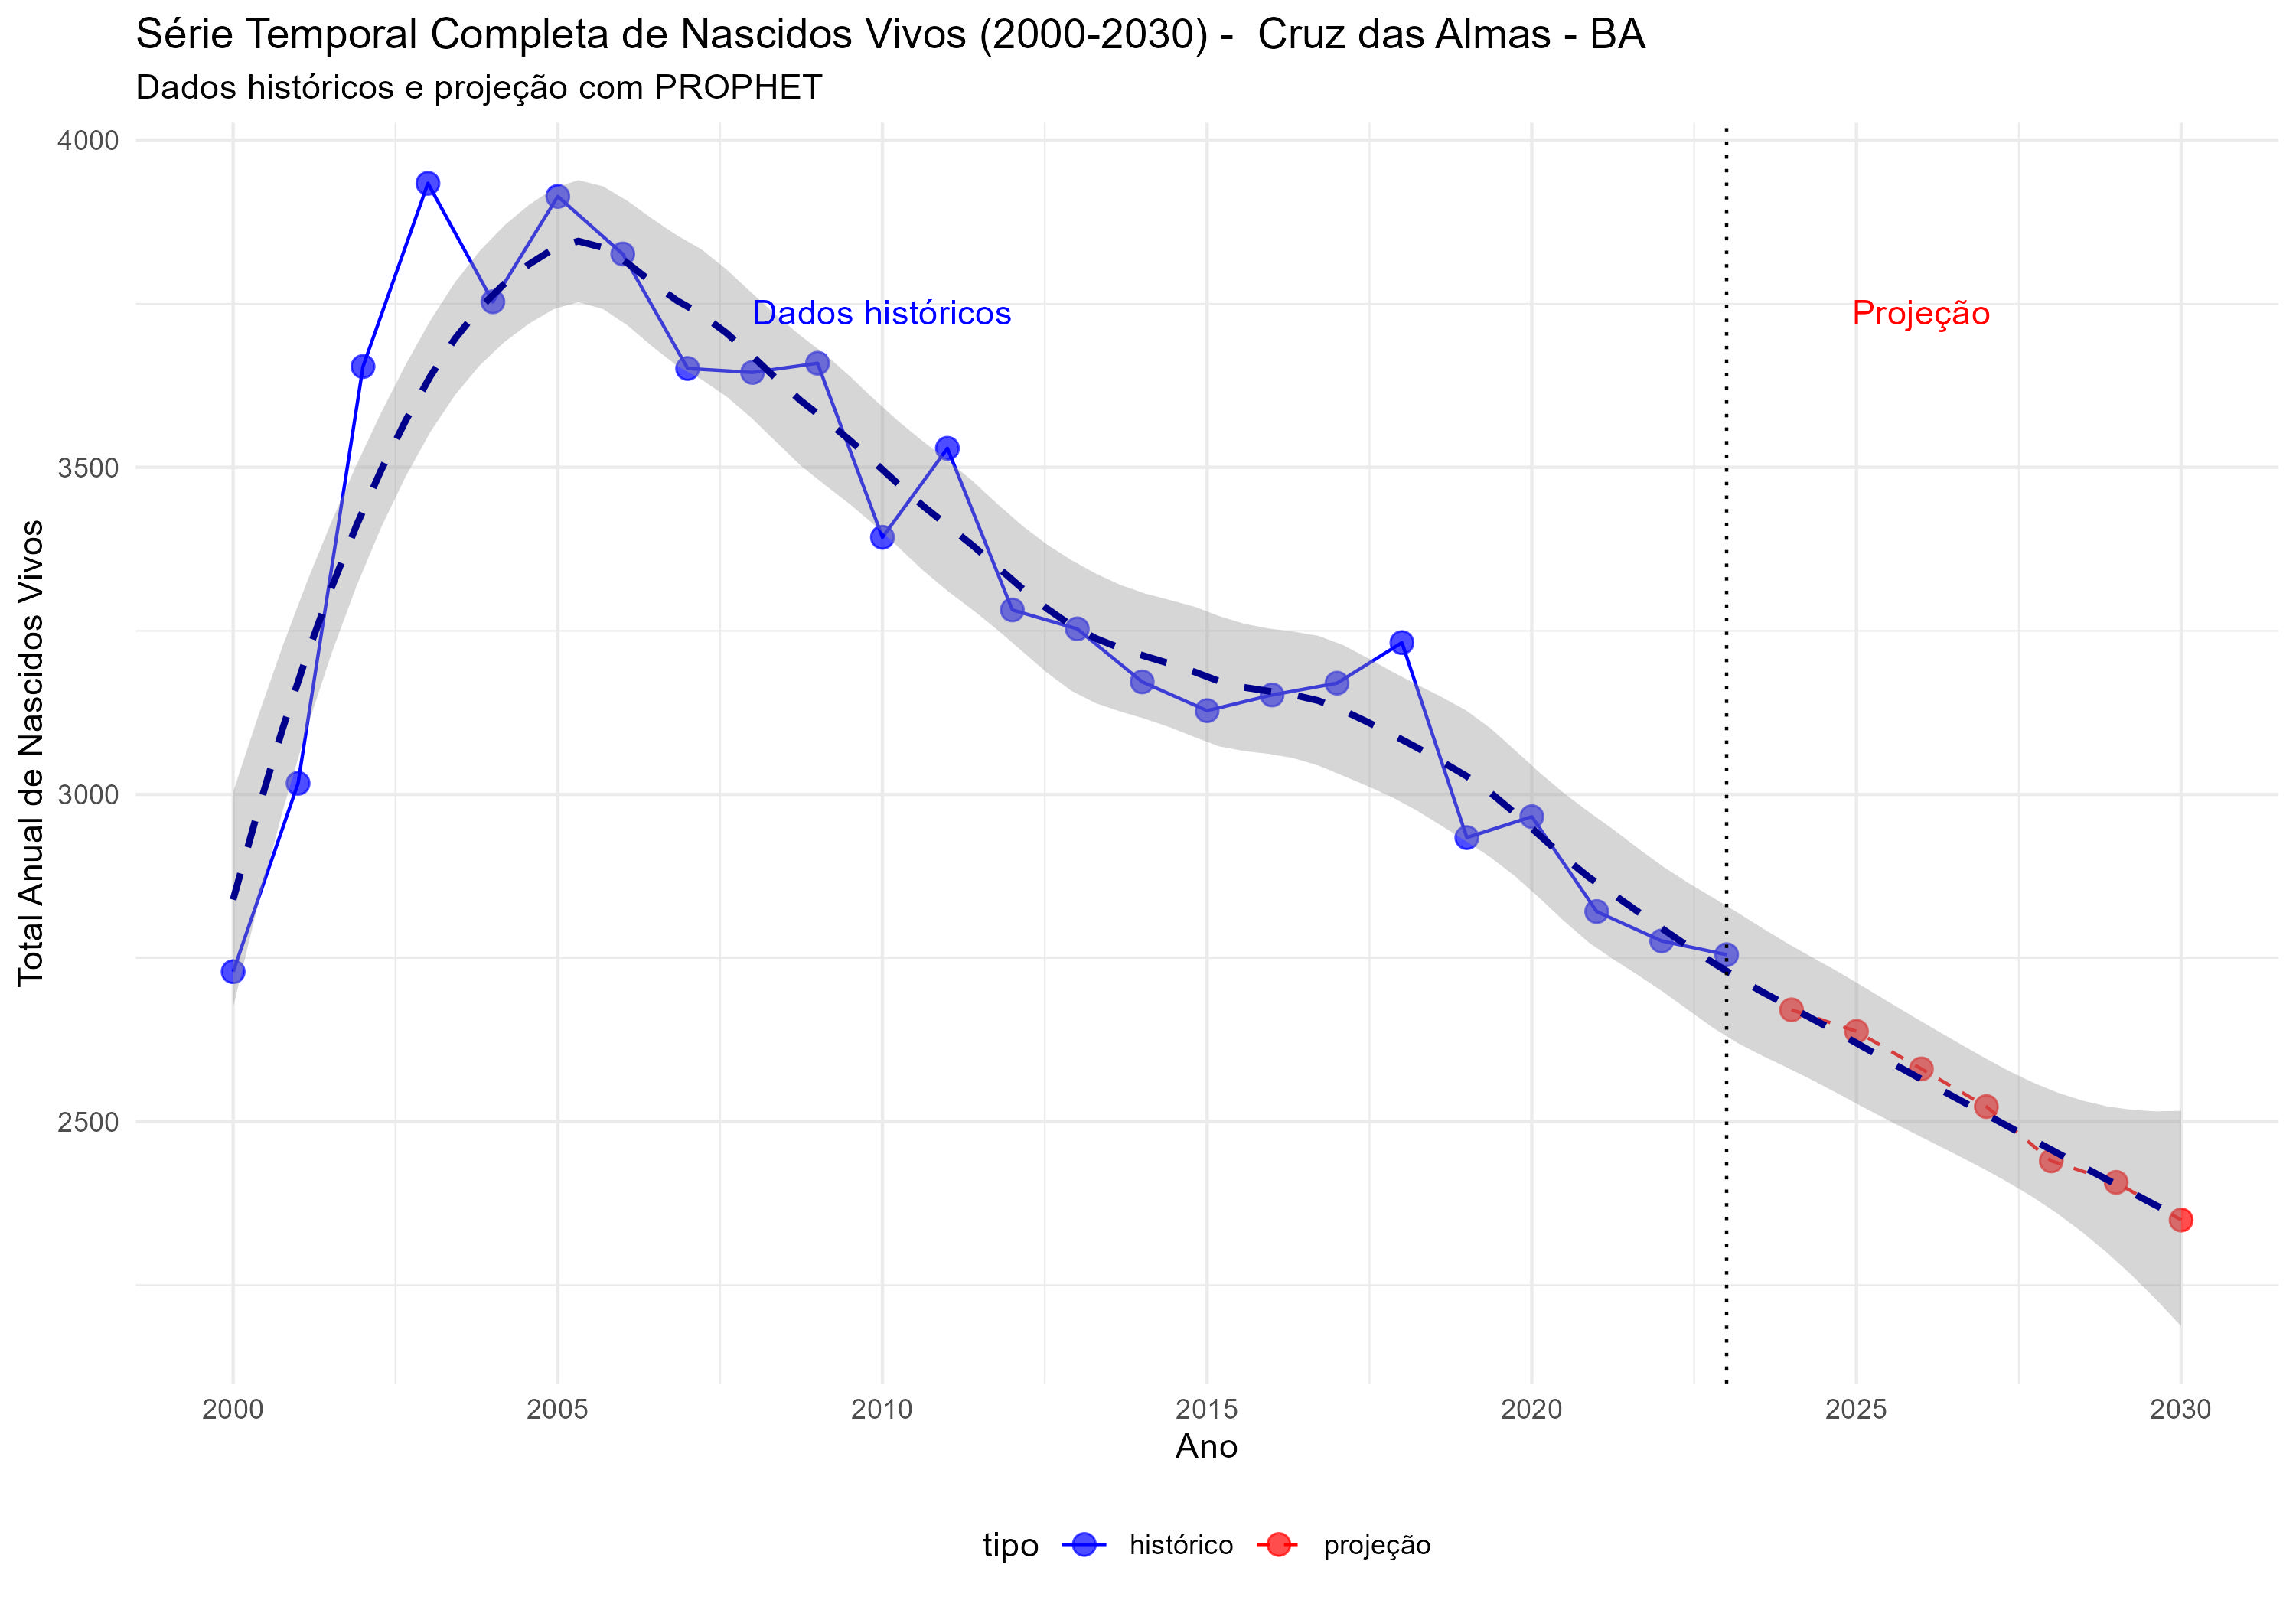 Série Temporal Completa de Nascidos Vivos (2000-2030) -  Cruz das Almas - BA
Dados históricos e projeção com PROPHET
Total Anual de Nascidos Vivos
4000
3500
3000
2500
Dados históricos
Projeção
2000 2005 2010 2015 2020 2025 2030
Ano
tipo histórico projeção